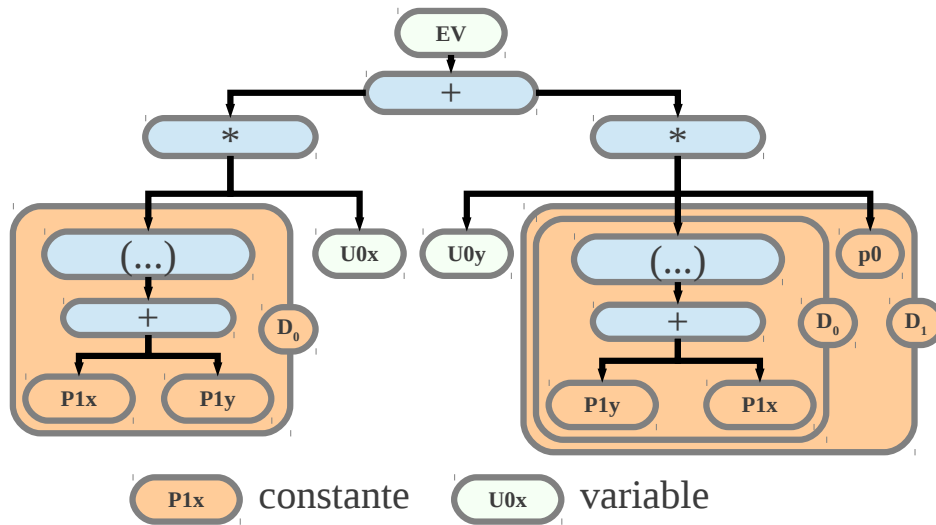 EV
+
* *
(...) U0x U0y (...) p0
+ D₀ + D₀ D₁
P1x P1y P1y P1x
P1x constante U0x variable